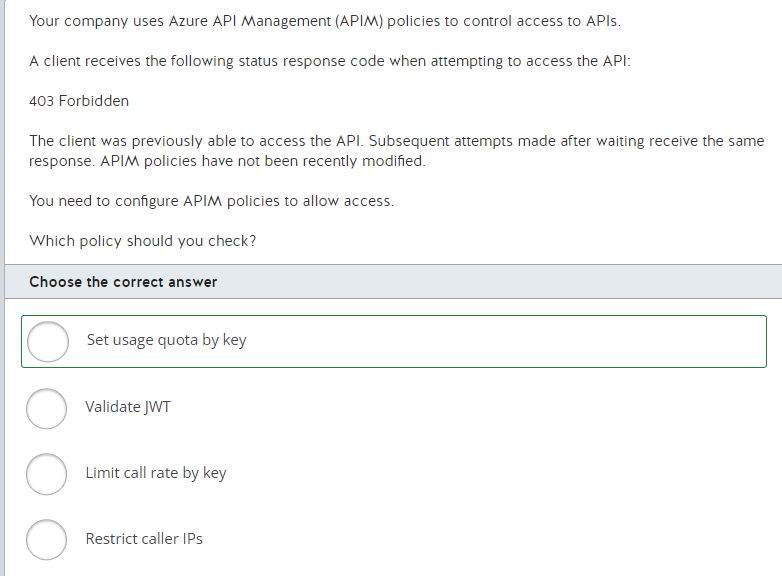 Your company uses Azure API Management (APIM) policies to control access to APIs.
A client receives the following status response code when attempting to access the API:
403 Forbidden
The client was previously able to access the API. Subsequent attempts made after waiting receive the same
response. APIM policies have not been recently modified.
You need to configure APIM policies to allow access.
Which policy should you check?
Choose the correct answer
Set usage quota by key
Validate JWT
Limit call rate by key
Restrict caller IPs